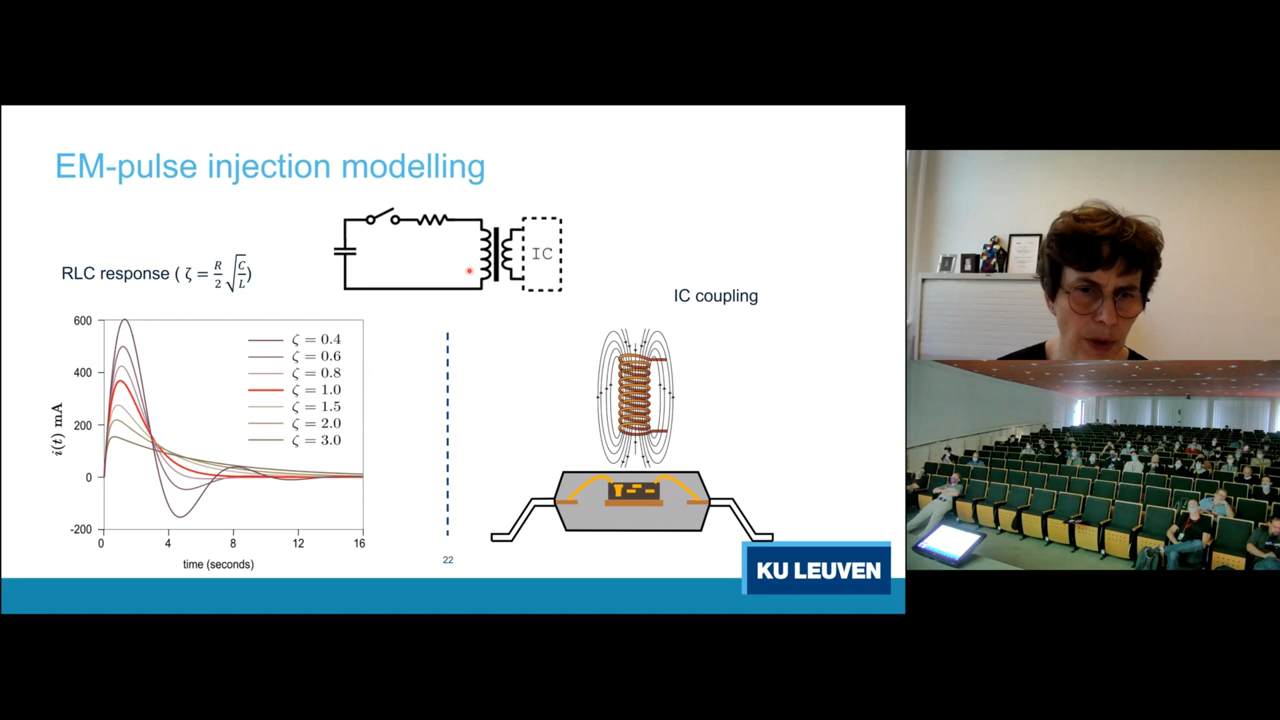 EM-pulse injection modelling
IC
RLC response ( ζ = R/2 √C/L)
IC coupling
600
400
200
0
-200
i(t) mA
ζ = 0.4
ζ = 0.6
ζ = 0.8
ζ = 1.0
ζ = 1.5
ζ = 2.0
ζ = 3.0
0 4 8 12 16
time (seconds)
22
KU LEUVEN